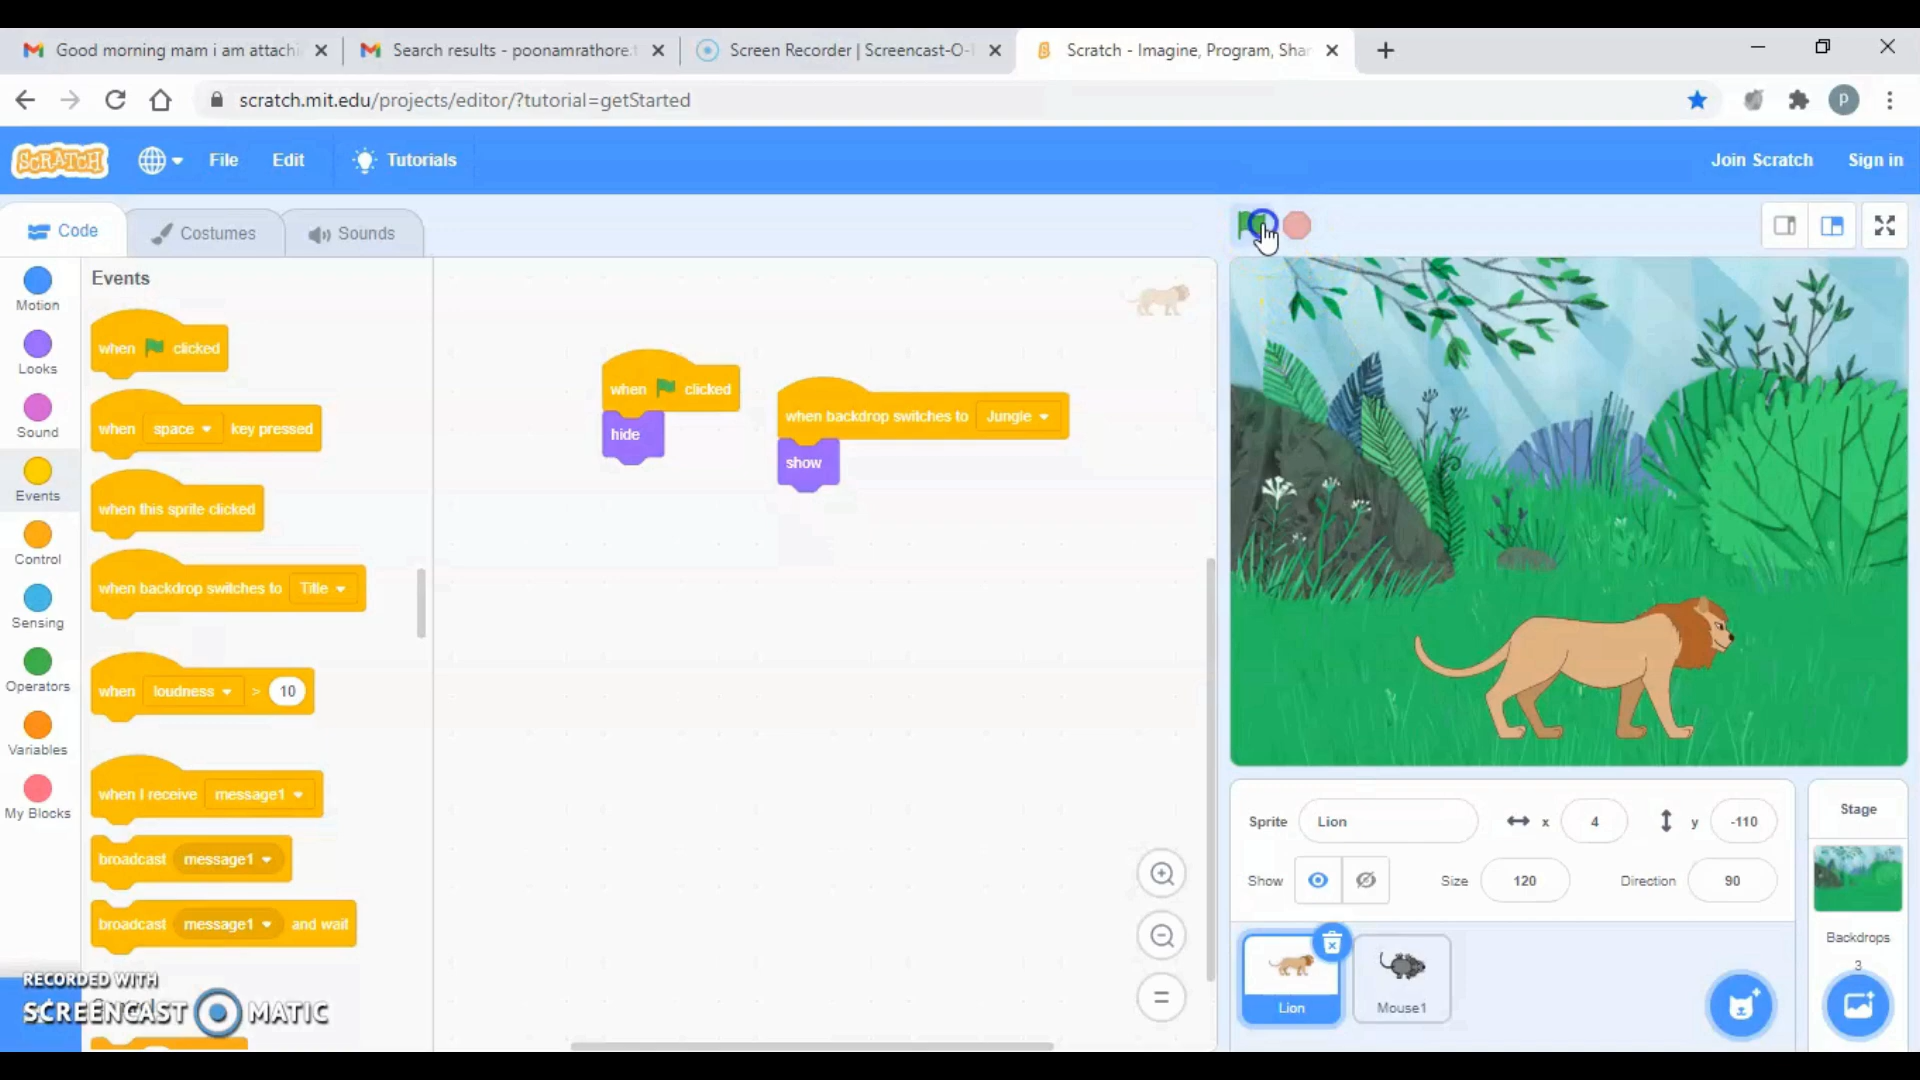 Good morning mam i am attachi
Search results - poonamrathore.t
Screen Recorder | Screencast-O-
Scratch - Imagine, Program, Shar
scratch.mit.edu/projects/editor/?tutorial=getStarted
P
SCRATCH
File
Edit
Tutorials
Join Scratch
Sign in
Code
Costumes
Sounds
Motion
Looks
Sound
Events
Control
Sensing
Operators
Variables
My Blocks
Events
when clicked
when space key pressed
when this sprite clicked
when backdrop switches to Title
when loudness > 10
when I receive message1
broadcast message1
broadcast message1 and wait
when clicked
hide
when backdrop switches to Jungle
show
Sprite Lion x 4 y -110
Show Size 120 Direction 90
Lion
Mouse1
Stage
Backdrops
3
RECORDED WITH
SCREENCAST MATIC